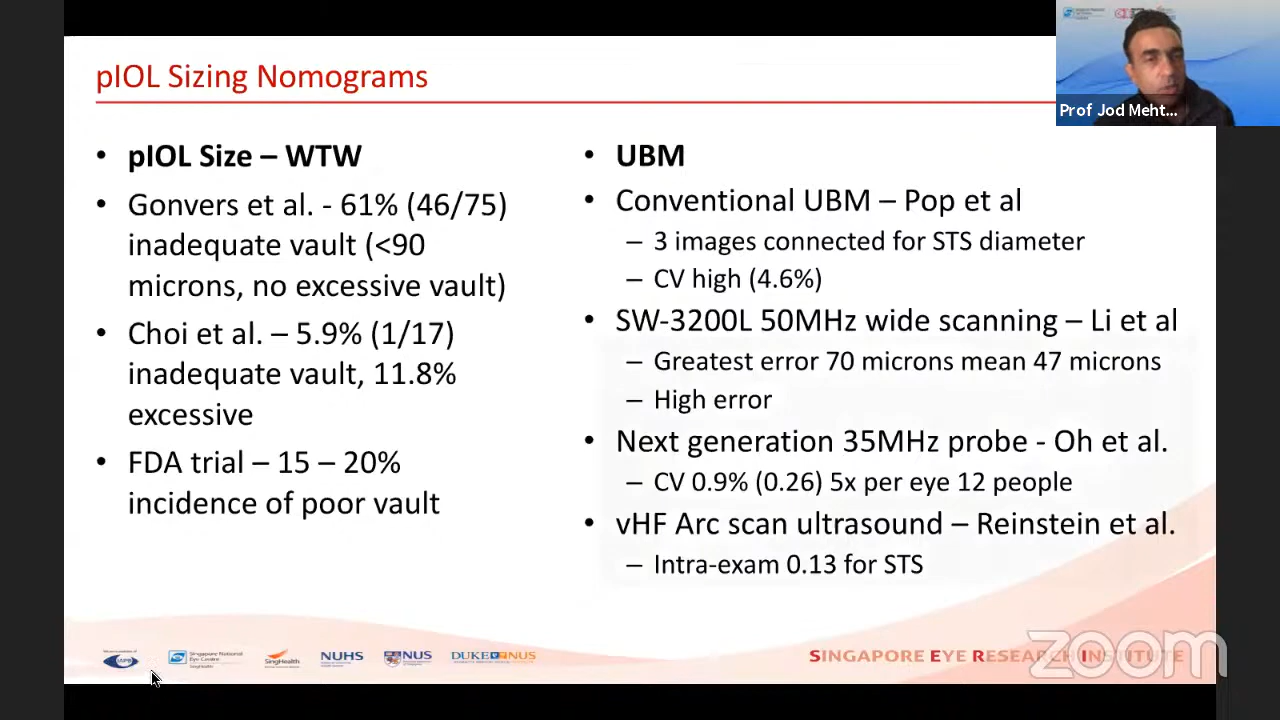 pIOL Sizing Nomograms
Prof Jod Meht...
• pIOL Size – WTW
• Gonvers et al. - 61% (46/75)
inadequate vault (<90
microns, no excessive vault)
• Choi et al. – 5.9% (1/17)
inadequate vault, 11.8%
excessive
• FDA trial – 15 – 20%
incidence of poor vault
• UBM
• Conventional UBM – Pop et al
– 3 images connected for STS diameter
– CV high (4.6%)
• SW-3200L 50MHz wide scanning – Li et al
– Greatest error 70 microns mean 47 microns
– High error
• Next generation 35MHz probe - Oh et al.
– CV 0.9% (0.26) 5x per eye 12 people
• vHF Arc scan ultrasound – Reinstein et al.
– Intra-exam 0.13 for STS
Singapore National
Eye Centre
SingHealth
NUHS
NUS
DUKE NUS
SINGAPORE EYE RESEARCH INSTITUTE
zoom